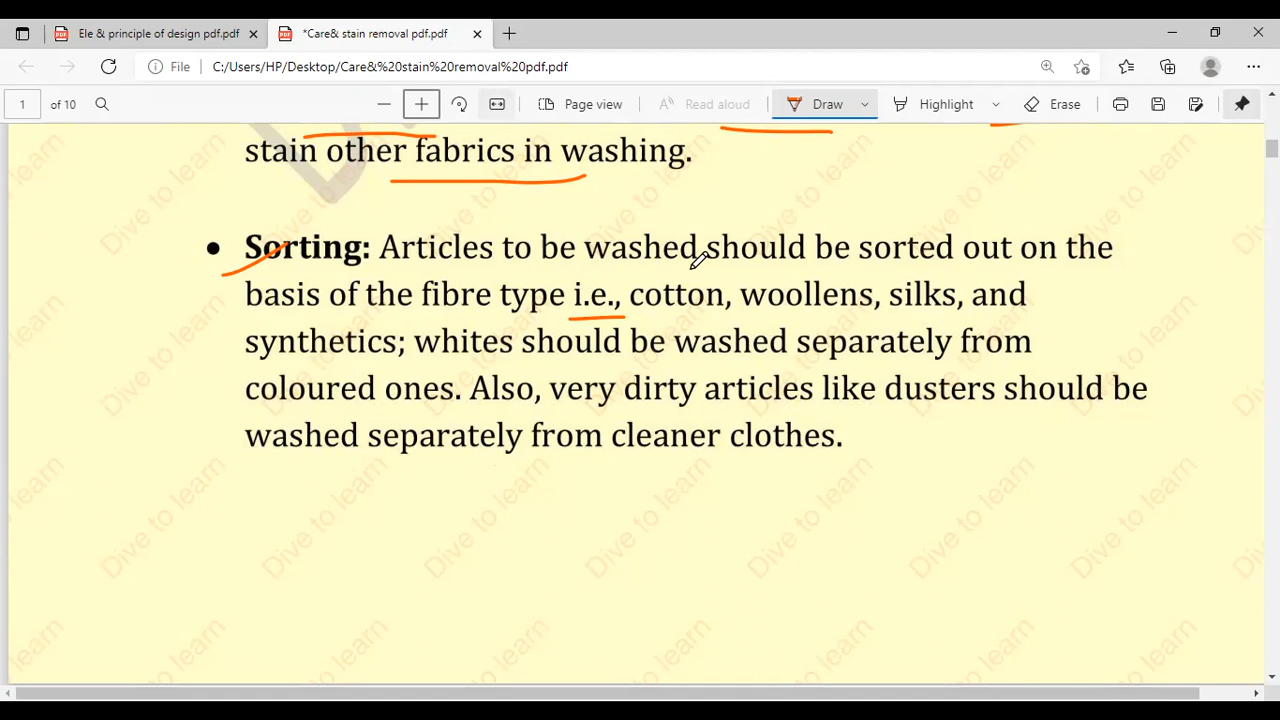 Ele & principle of design pdf.pdf
*Care& stain removal pdf.pdf
File
C:/Users/HP/Desktop/Care&%20stain%20removal%20pdf.pdf
1 of 10
Page view
Read aloud
Draw
Highlight
Erase
stain other fabrics in washing.
• Sorting: Articles to be washed should be sorted out on the
basis of the fibre type i.e., cotton, woollens, silks, and
synthetics; whites should be washed separately from
coloured ones. Also, very dirty articles like dusters should be
washed separately from cleaner clothes.
Dive to learn